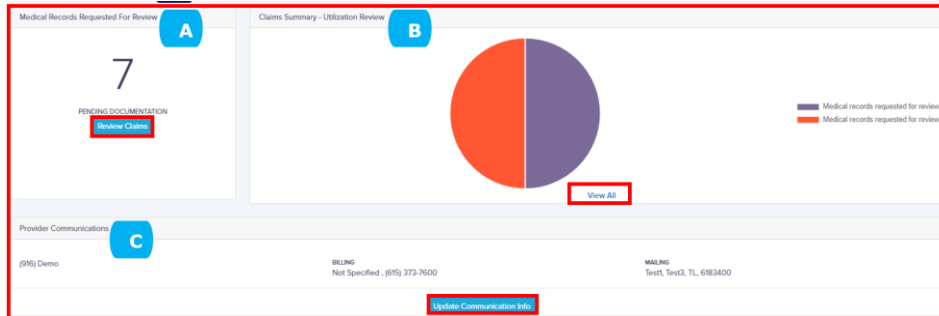 Medical Records Requested For Review
A
7
PENDING DOCUMENTATION
Review Claims
Claims Summary - Utilization Review
B
Medical records requested for review
Medical records requested for review
View All
Provider Communications
C
(916) Demo
BILLING
Not Specified , (615) 373-7600
MAILING
Test1, Test3, TL, 6183400
Update Communication Info